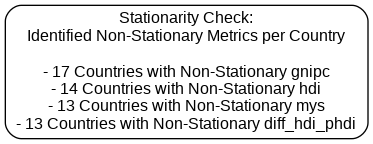 Stationarity Check:
Identified Non-Stationary Metrics per Country

- 17 Countries with Non-Stationary gnipc
- 14 Countries with Non-Stationary hdi
- 13 Countries with Non-Stationary mys
- 13 Countries with Non-Stationary diff_hdi_phdi